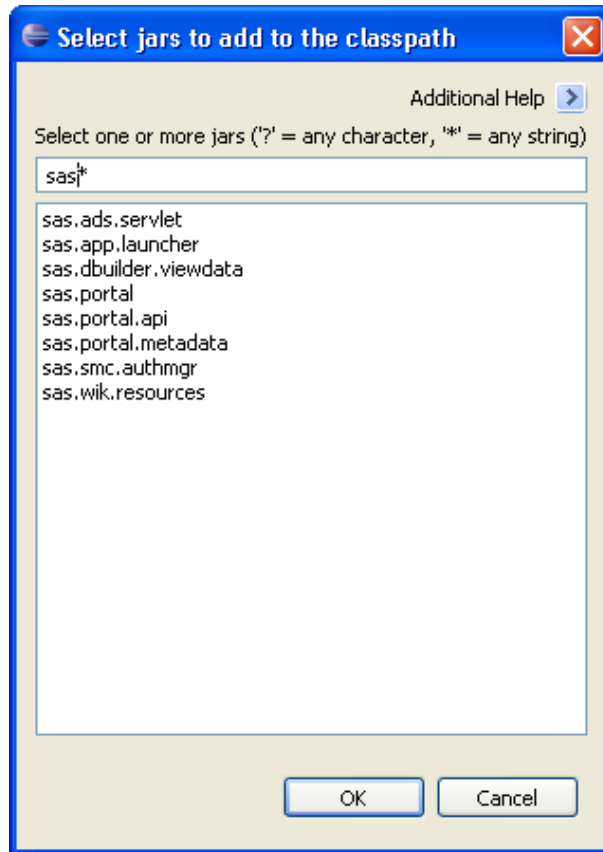 Select jars to add to the classpath
Additional Help
Select one or more jars ('?' = any character, '*' = any string)
sas*
sas.ads.servlet
sas.app.launcher
sas.dbuilder.viewdata
sas.portal
sas.portal.api
sas.portal.metadata
sas.smc.authmgr
sas.wik.resources
OK Cancel